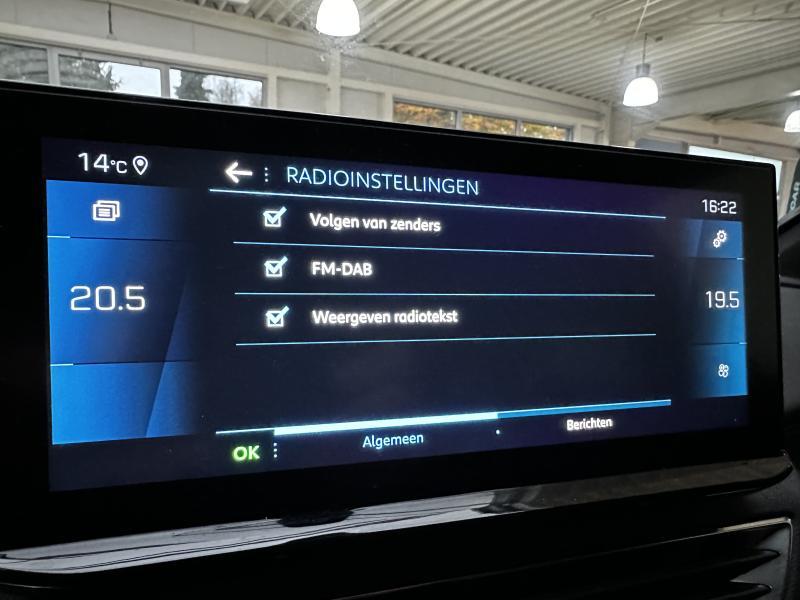 14°C
RADIOINSTELLINGEN
16:22
Volgen van zenders
FM-DAB
20.5
19.5
Weergeven radiotekst
OK
Algemeen
Berichten